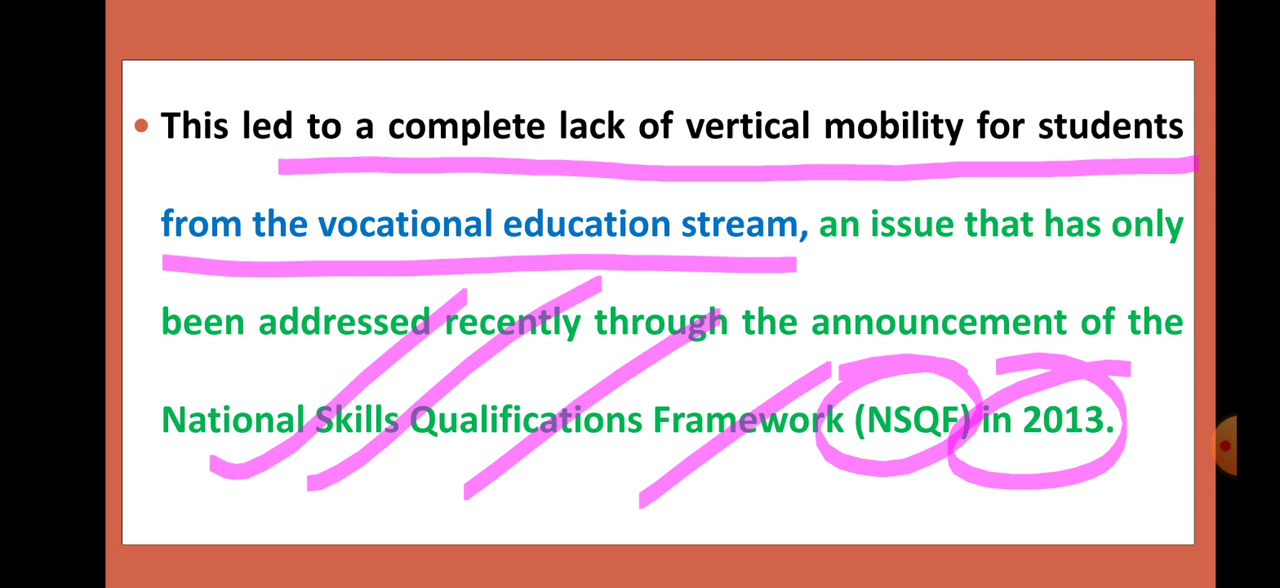 • This led to a complete lack of vertical mobility for students
from the vocational education stream, an issue that has only
been addressed recently through the announcement of the
National Skills Qualifications Framework (NSQF) in 2013.